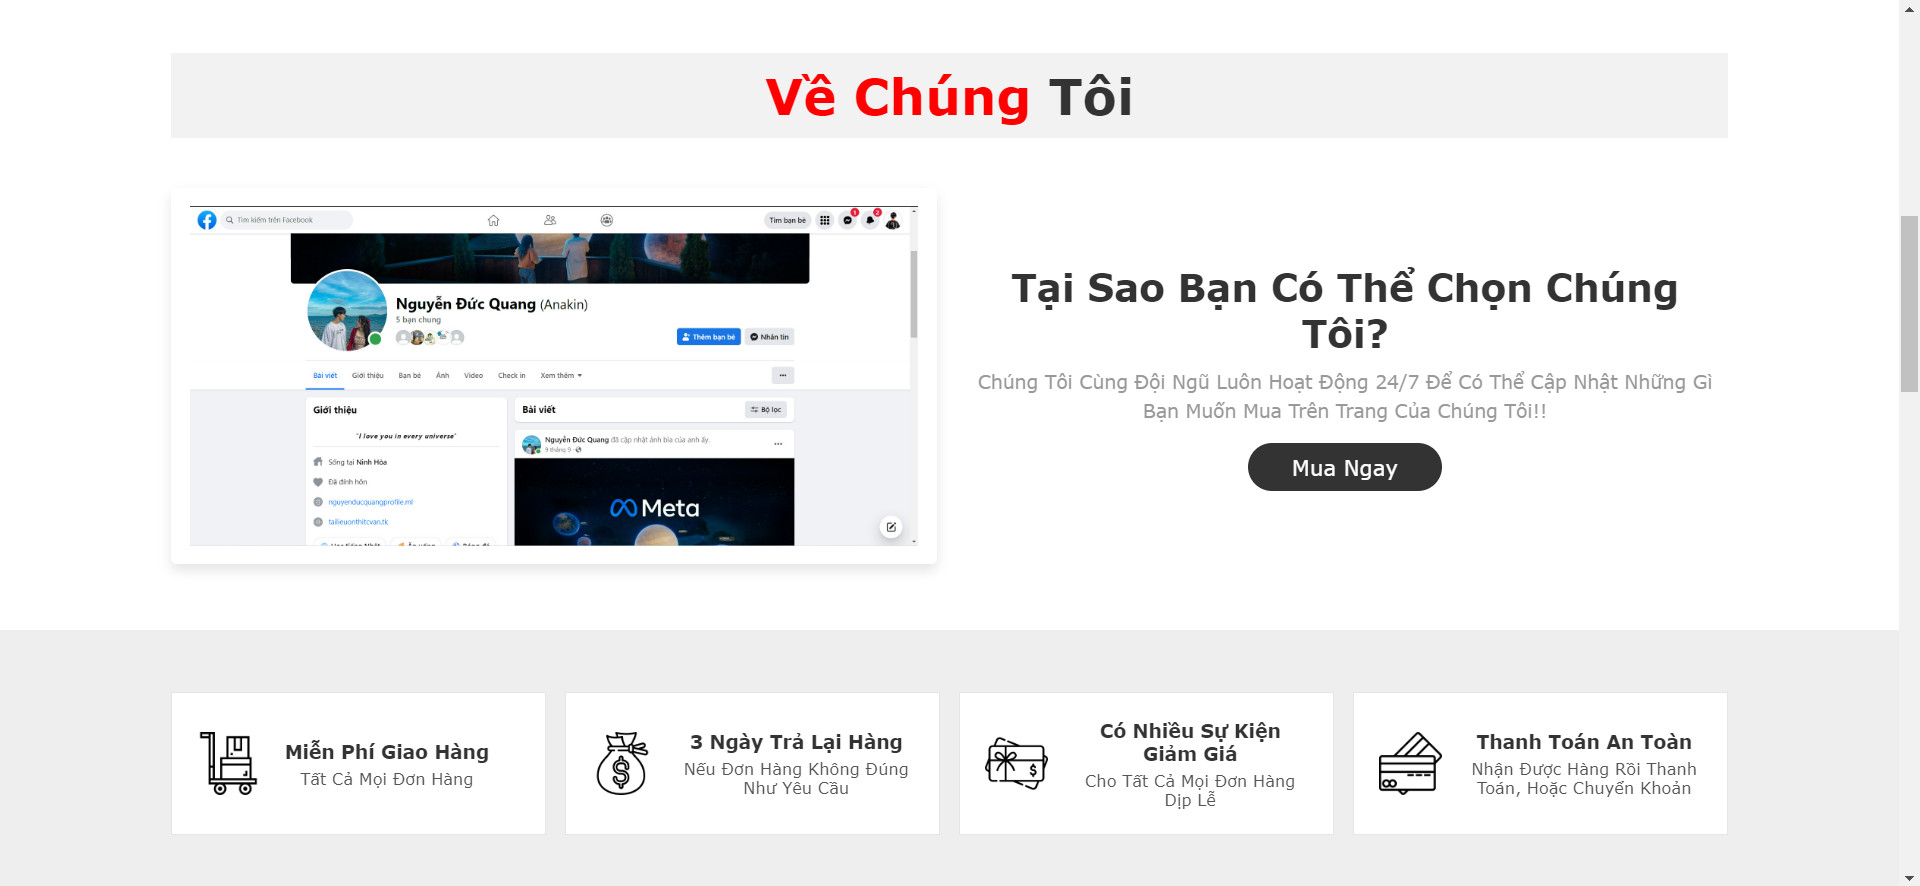 Về Chúng Tôi
Tìm kiếm trên Facebook
Tìm bạn bè
1
2
Nguyễn Đức Quang (Anakin)
5 bạn chung
Thêm bạn bè
Nhắn tin
Bài viết Giới thiệu Bạn bè Ảnh Video Check in Xem thêm
Giới thiệu
"I love you in every universe"
Sống tại Ninh Hòa
Đã đính hôn
nguyenducquangprofile.ml
tailieuonthitcvan.tk
Bài viết
Bộ lọc
Nguyễn Đức Quang đã cập nhật ảnh bìa của anh ấy.
9 tháng 9
Meta
Tại Sao Bạn Có Thể Chọn Chúng
Tôi?
Chúng Tôi Cùng Đội Ngũ Luôn Hoạt Động 24/7 Để Có Thể Cập Nhật Những Gì
Bạn Muốn Mua Trên Trang Của Chúng Tôi!!
Mua Ngay
Miễn Phí Giao Hàng
Tất Cả Mọi Đơn Hàng
3 Ngày Trả Lại Hàng
Nếu Đơn Hàng Không Đúng
Như Yêu Cầu
Có Nhiều Sự Kiện
Giảm Giá
Cho Tất Cả Mọi Đơn Hàng
Dịp Lễ
Thanh Toán An Toàn
Nhận Được Hàng Rồi Thanh
Toán, Hoặc Chuyển Khoản